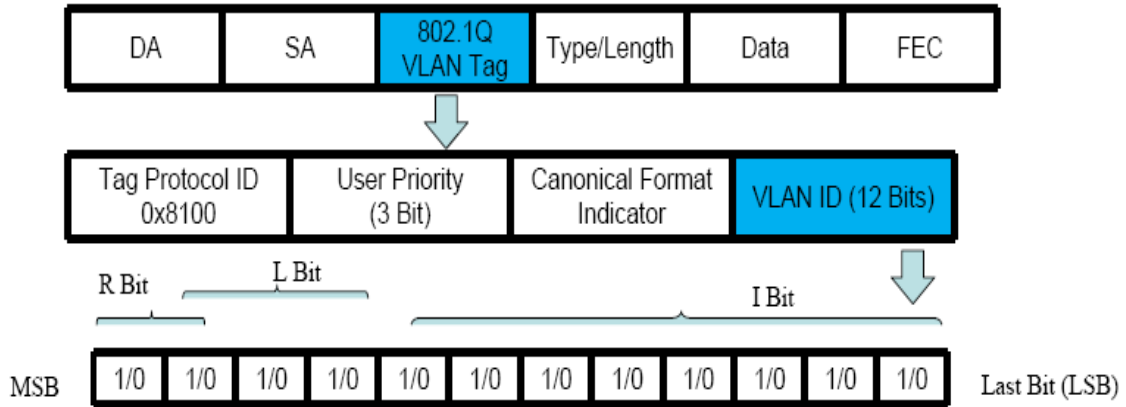 DA SA 802.1Q VLAN Tag Type/Length Data FEC
Tag Protocol ID 0x8100 User Priority (3 Bit) Canonical Format Indicator VLAN ID (12 Bits)
R Bit L Bit I Bit
MSB 1/0 1/0 1/0 1/0 1/0 1/0 1/0 1/0 1/0 1/0 1/0 1/0 Last Bit (LSB)